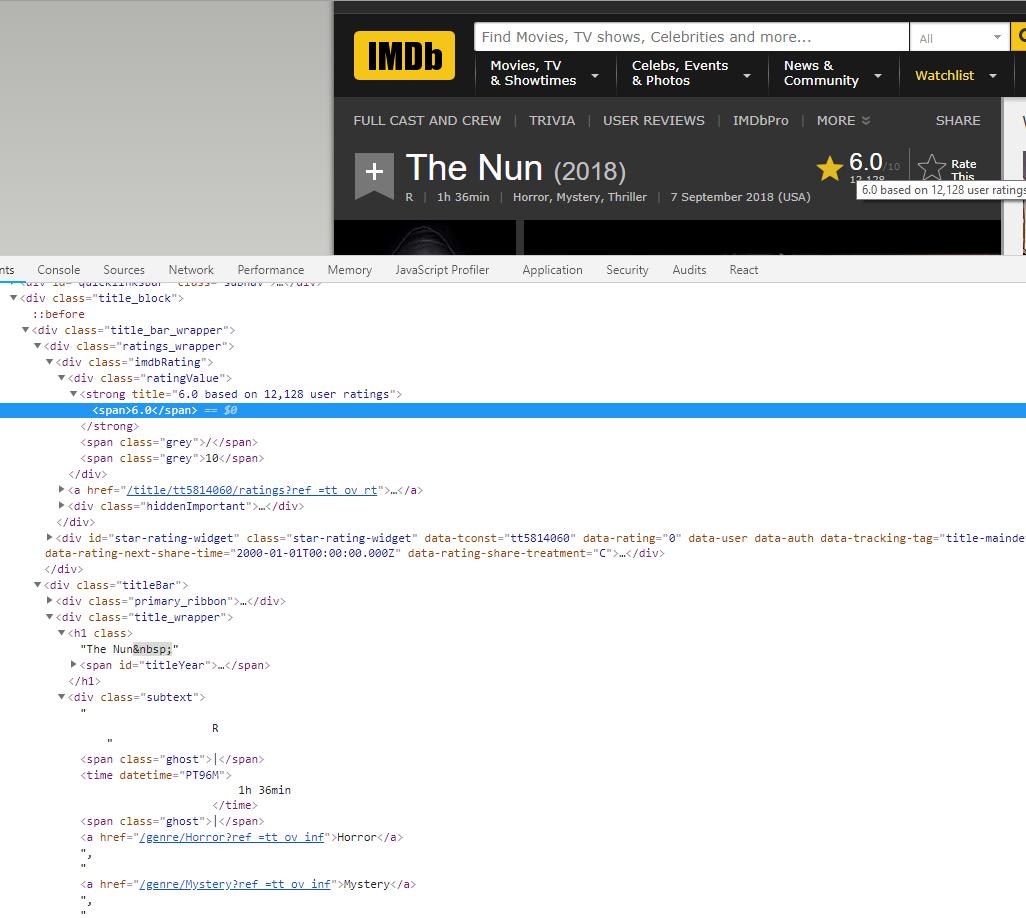 IMDb
Find Movies, TV shows, Celebrities and more...
All
Movies, TV
& Showtimes
Celebs, Events
& Photos
News &
Community
Watchlist
FULL CAST AND CREW | TRIVIA | USER REVIEWS | IMDbPro | MORE SHARE
+ The Nun (2018)
6.0/10
12,128
Rate
This
6.0 based on 12,128 user ratings
R | 1h 36min | Horror, Mystery, Thriller | 7 September 2018 (USA)
nts Console Sources Network Performance Memory JavaScript Profiler Application Security Audits React
<div id="quicklinksBar" class="subnav">…</div>
<div class="title_block">
::before
<div class="title_bar_wrapper">
<div class="ratings_wrapper">
<div class="imdbRating">
<div class="ratingValue">
<strong title="6.0 based on 12,128 user ratings">
<span>6.0</span> == $0
</strong>
<span class="grey">/</span>
<span class="grey">10</span>
</div>
<a href="/title/tt5814060/ratings?ref_=tt_ov_rt">…</a>
<div class="hiddenImportant">…</div>
</div>
<div id="star-rating-widget" class="star-rating-widget" data-tconst="tt5814060" data-rating="0" data-user data-auth data-tracking-tag="title-maindet
data-rating-next-share-time="2000-01-01T00:00:00.000Z" data-rating-share-treatment="C">…</div>
</div>
<div class="titleBar">
<div class="primary_ribbon">…</div>
<div class="title_wrapper">
<h1 class>
"The Nun&nbsp;"
<span id="titleYear">…</span>
</h1>
<div class="subtext">
"
R
"
<span class="ghost">|</span>
<time datetime="PT96M">
1h 36min
</time>
<span class="ghost">|</span>
<a href="/genre/Horror?ref_=tt_ov_inf">Horror</a>
",
"
<a href="/genre/Mystery?ref_=tt_ov_inf">Mystery</a>
",
"